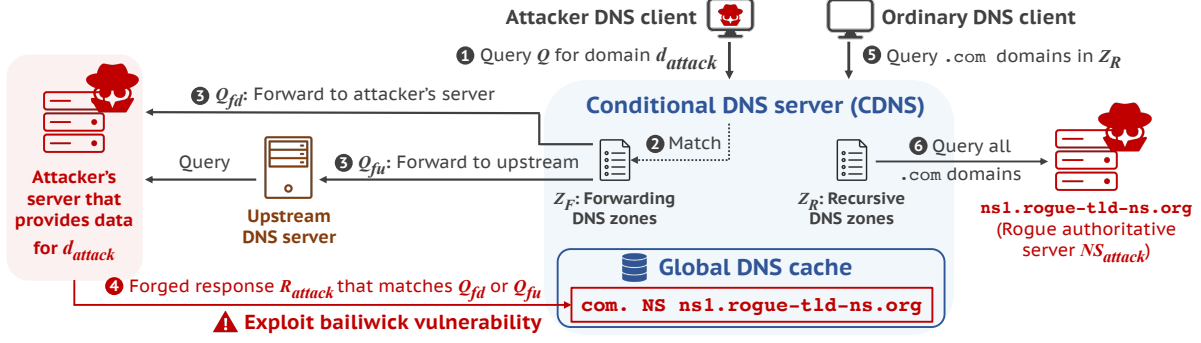 Attacker DNS client
Ordinary DNS client
❶ Query Q for domain d_attack
❺ Query .com domains in Z_R
❸ Q_fd: Forward to attacker's server
Conditional DNS server (CDNS)
❷ Match
❻ Query all
.com domains
Query
❸ Q_fu: Forward to upstream
Attacker's
server that
provides data
for d_attack
Upstream
DNS server
Z_F: Forwarding
DNS zones
Z_R: Recursive
DNS zones
ns1.rogue-tld-ns.org
(Rogue authoritative
server NS_attack)
Global DNS cache
❹ Forged response R_attack that matches Q_fd or Q_fu
com. NS ns1.rogue-tld-ns.org
Exploit bailiwick vulnerability